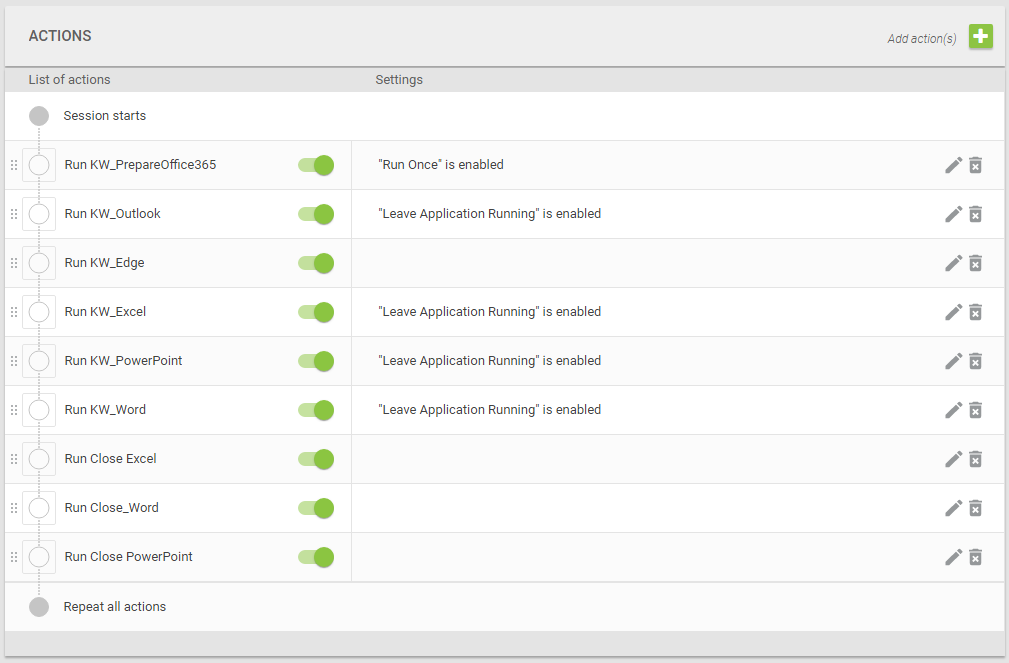 ACTIONS
Add action(s)
List of actions Settings
Session starts
Run KW_PrepareOffice365 "Run Once" is enabled
Run KW_Outlook "Leave Application Running" is enabled
Run KW_Edge
Run KW_Excel "Leave Application Running" is enabled
Run KW_PowerPoint "Leave Application Running" is enabled
Run KW_Word "Leave Application Running" is enabled
Run Close Excel
Run Close_Word
Run Close PowerPoint
Repeat all actions